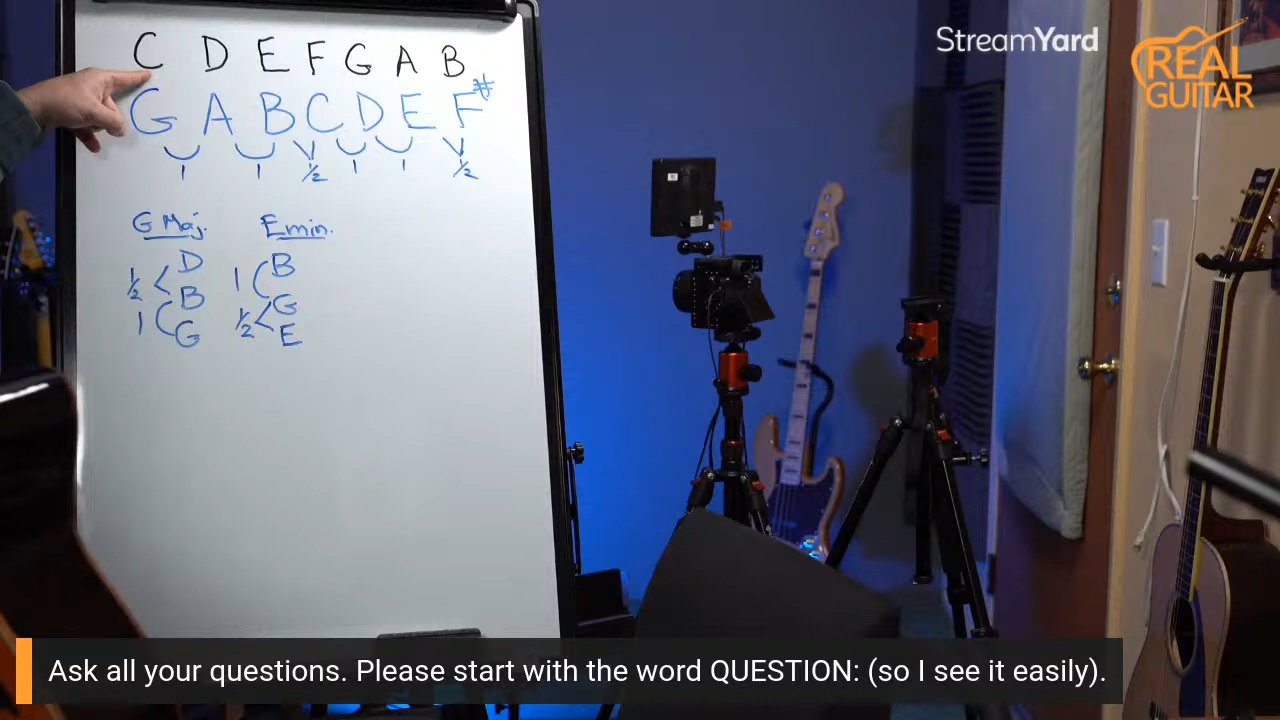 C D E F G A B
G A B C D E F#
1 1 1/2 1 1 1/2
G Maj. E min.
D B
1/2 1
B G
1 1/2
G E
StreamYard
REAL
GUITAR
Ask all your questions. Please start with the word QUESTION: (so I see it easily).